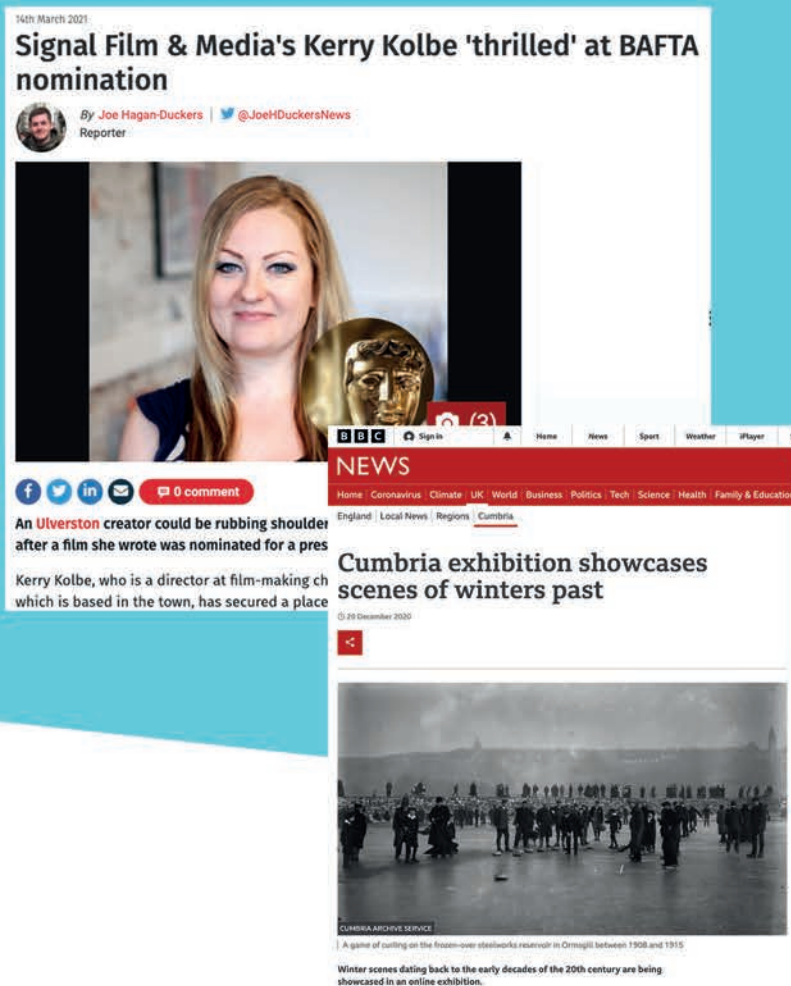 14th March 2021
Signal Film & Media's Kerry Kolbe 'thrilled' at BAFTA
nomination
By Joe Hagan-Duckers | @JoeHDuckersNews
Reporter
(3)
0 comment
An Ulverston creator could be rubbing shoulder
after a film she wrote was nominated for a pres
Kerry Kolbe, who is a director at film-making ch
which is based in the town, has secured a place
BBC Sign in Home News Sport Weather iPlayer
NEWS
Home Coronavirus Climate UK World Business Politics Tech Science Health Family & Education
England Local News Regions Cumbria
Cumbria exhibition showcases
scenes of winters past
20 December 2020
CUMBRIA ARCHIVE SERVICE
A game of curling on the frozen-over steelworks reservoir in Ormsgill between 1908 and 1915
Winter scenes dating back to the early decades of the 20th century are being
showcased in an online exhibition.